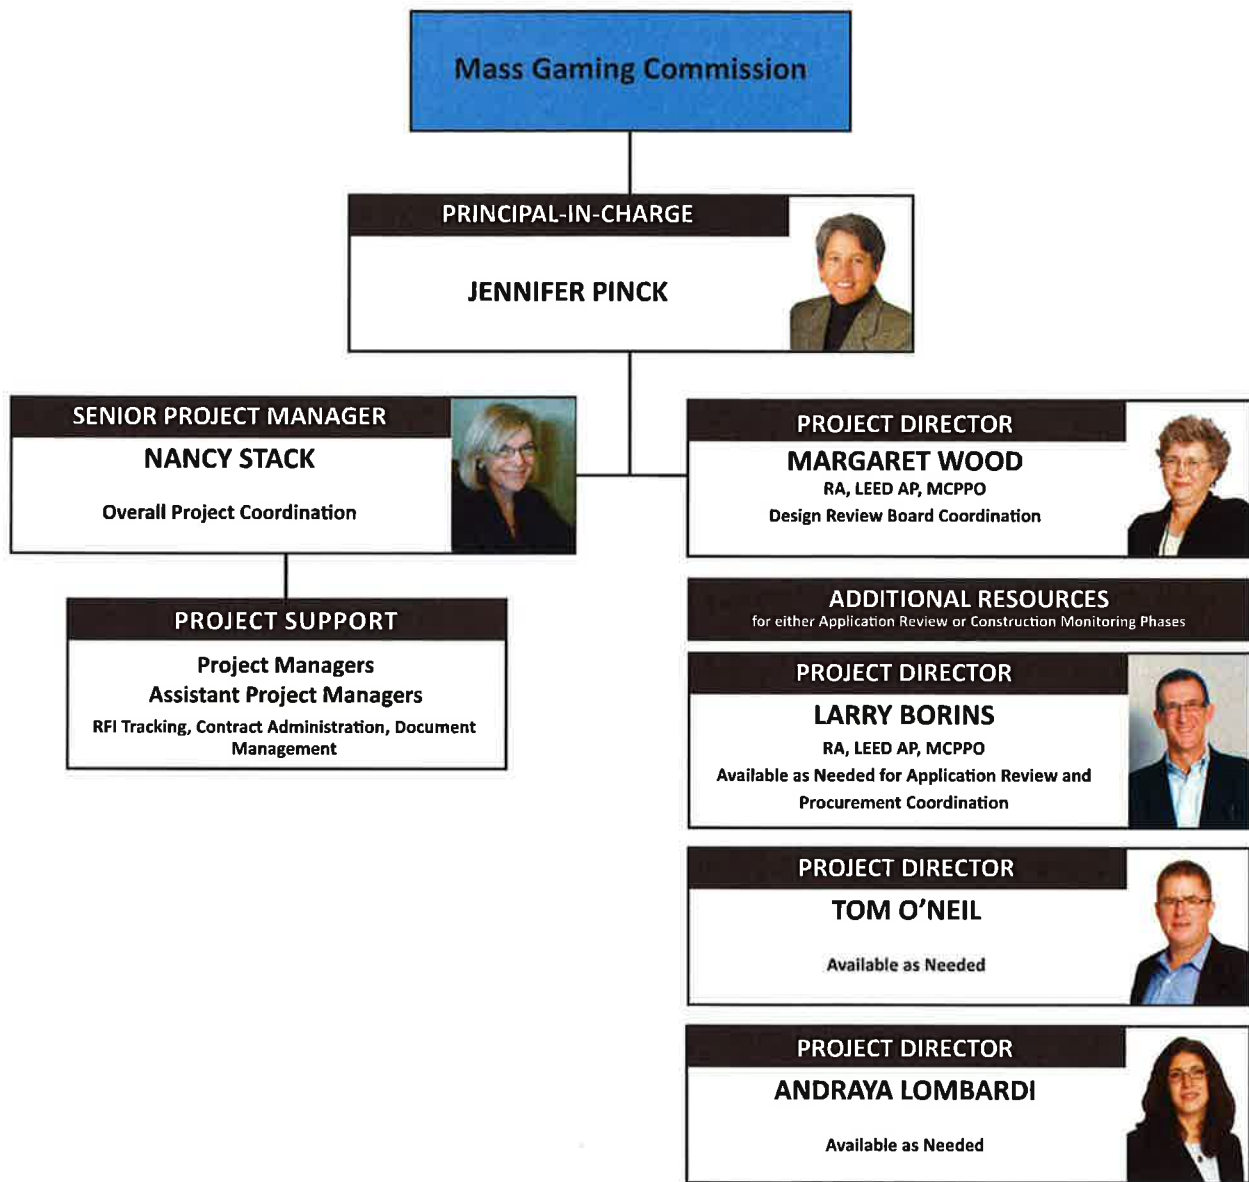 Mass Gaming Commission
PRINCIPAL-IN-CHARGE
JENNIFER PINCK
SENIOR PROJECT MANAGER
NANCY STACK
Overall Project Coordination
PROJECT SUPPORT
Project Managers
Assistant Project Managers
RFI Tracking, Contract Administration, Document
Management
PROJECT DIRECTOR
MARGARET WOOD
RA, LEED AP, MCPPO
Design Review Board Coordination
ADDITIONAL RESOURCES
for either Application Review or Construction Monitoring Phases
PROJECT DIRECTOR
LARRY BORINS
RA, LEED AP, MCPPO
Available as Needed for Application Review and
Procurement Coordination
PROJECT DIRECTOR
TOM O'NEIL
Available as Needed
PROJECT DIRECTOR
ANDRAYA LOMBARDI
Available as Needed